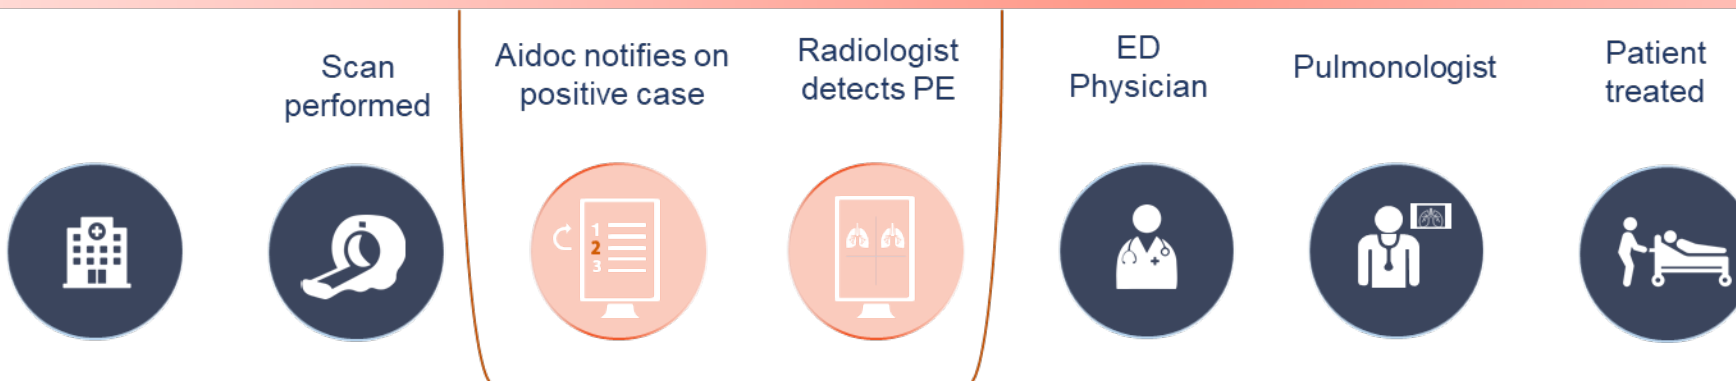 Scan
performed
Aidoc notifies on
positive case
Radiologist
detects PE
ED
Physician
Pulmonologist
Patient
treated
1
2
3